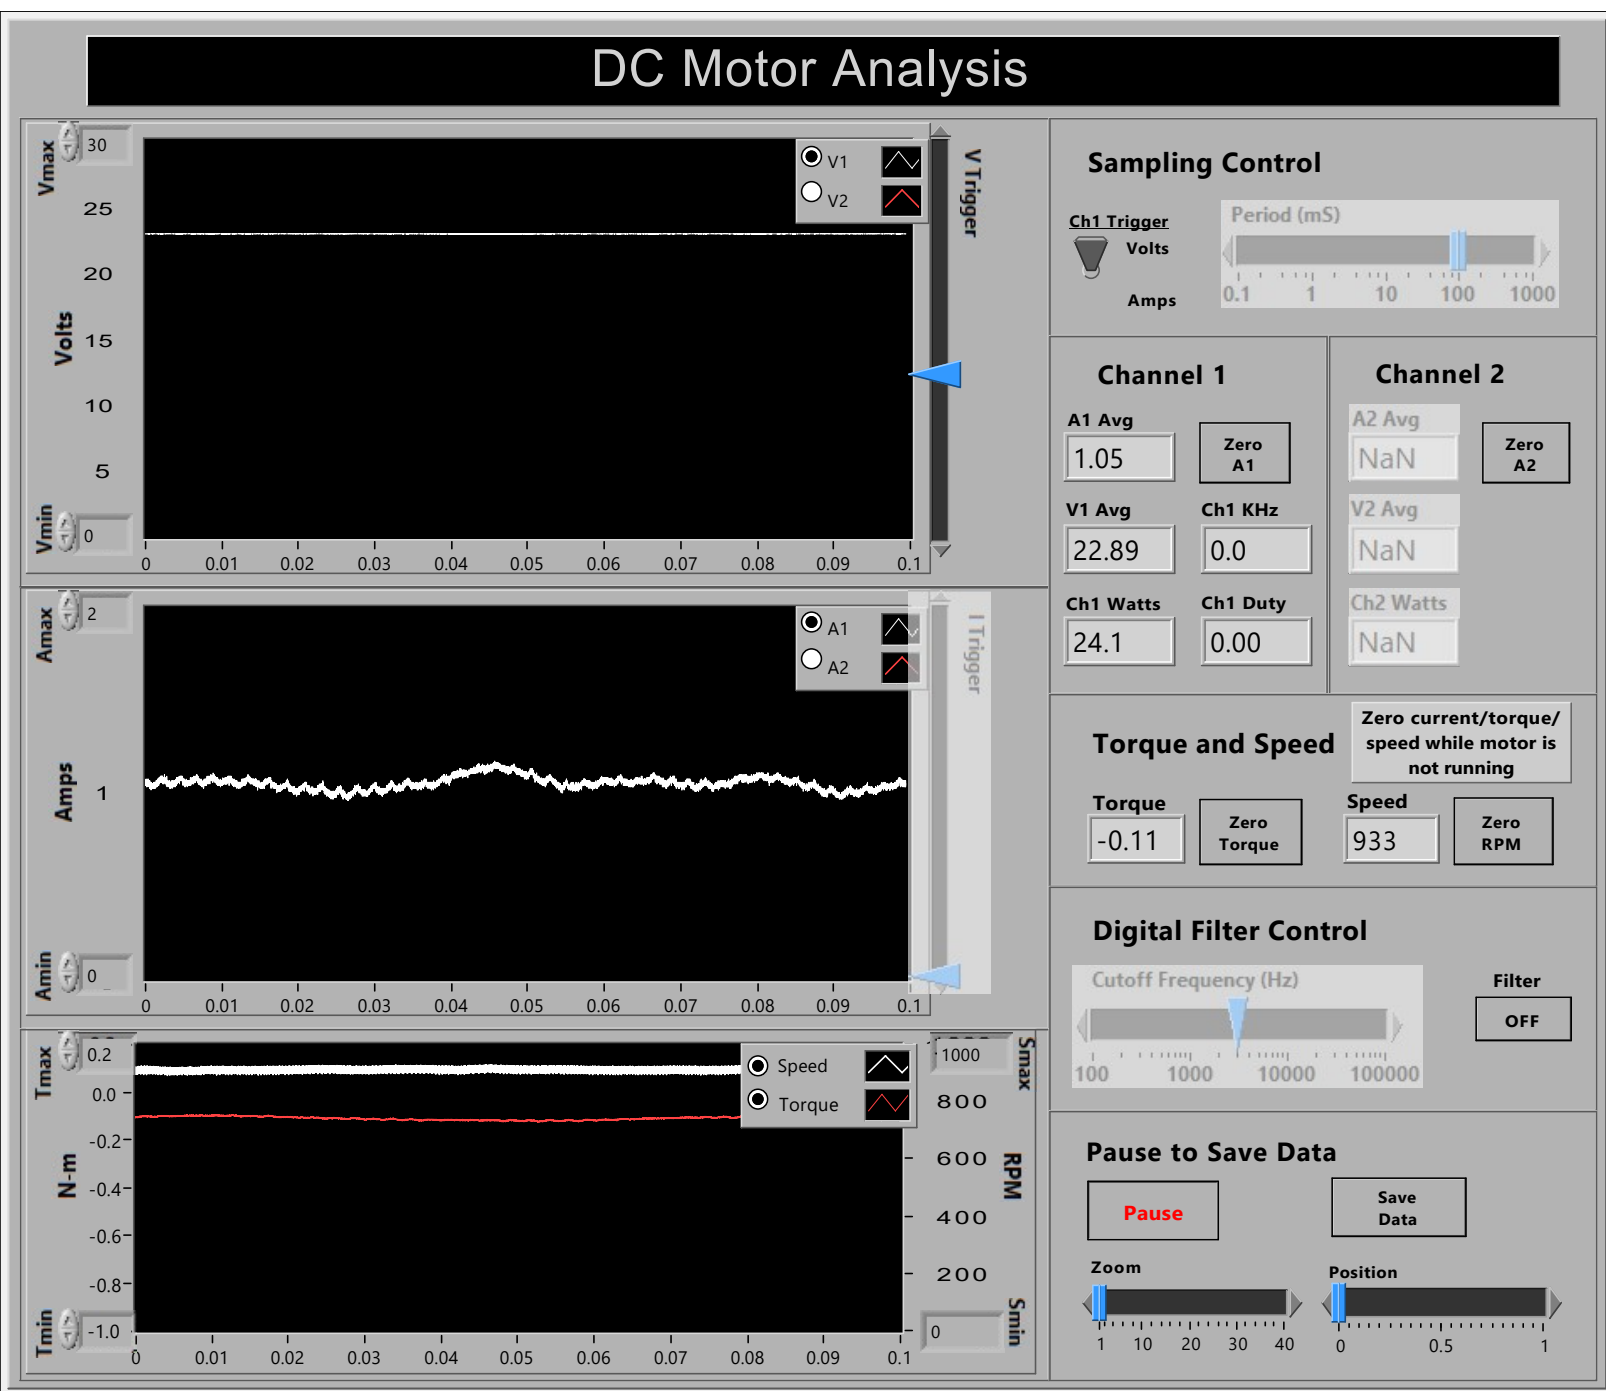 DC Motor Analysis
Vmax
30
25
20
Volts
15
10
5
Vmin
0
0 0.01 0.02 0.03 0.04 0.05 0.06 0.07 0.08 0.09 0.1
V1
V2
V Trigger
Amax
2
Amps
1
Amin
0
0 0.01 0.02 0.03 0.04 0.05 0.06 0.07 0.08 0.09 0.1
A1
A2
I Trigger
Tmax
0.2
0.0
-0.2
N-m
-0.4
-0.6
-0.8
Tmin
-1.0
0 0.01 0.02 0.03 0.04 0.05 0.06 0.07 0.08 0.09 0.1
Speed
Torque
1000
Smax
800
600
RPM
400
200
Smin
0
Sampling Control
Ch1 Trigger
Volts
Amps
Period (mS)
0.1 1 10 100 1000
Channel 1
A1 Avg
1.05
Zero
A1
V1 Avg
22.89
Ch1 KHz
0.0
Ch1 Watts
24.1
Ch1 Duty
0.00
Channel 2
A2 Avg
NaN
Zero
A2
V2 Avg
NaN
Ch2 Watts
NaN
Torque and Speed
Zero current/torque/
speed while motor is
not running
Torque
-0.11
Zero
Torque
Speed
933
Zero
RPM
Digital Filter Control
Cutoff Frequency (Hz)
100 1000 10000 100000
Filter
OFF
Pause to Save Data
Pause
Save
Data
Zoom
1 10 20 30 40
Position
0 0.5 1